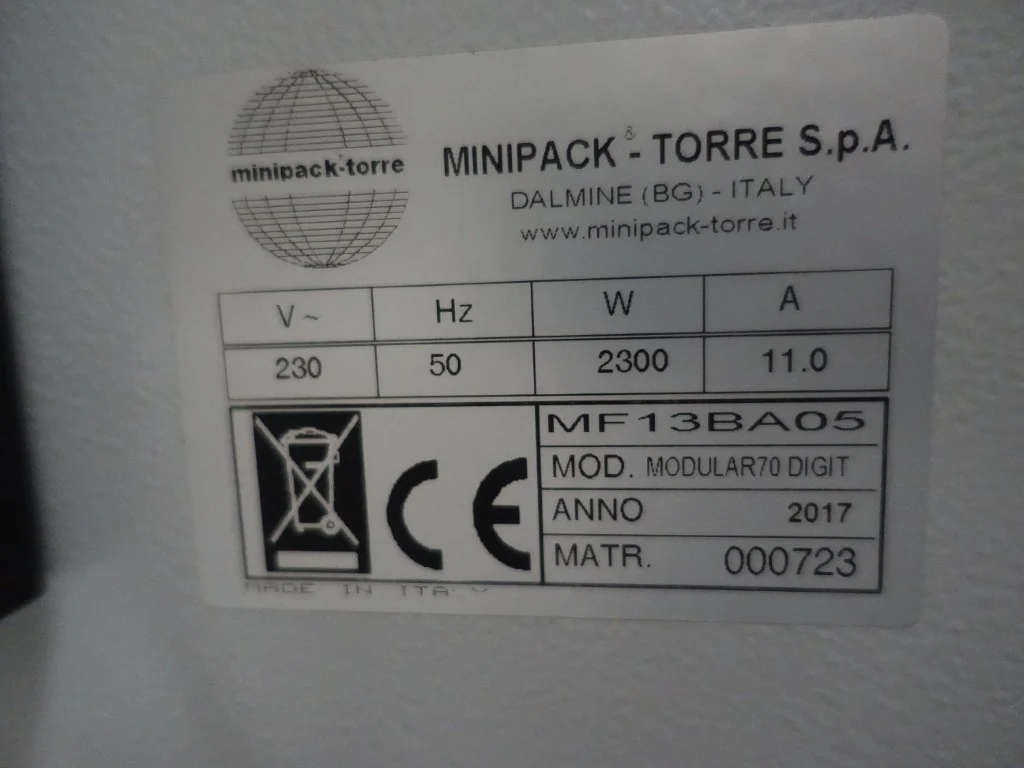 minipack-torre
MINIPACK® - TORRE S.p.A.
DALMINE (BG) - ITALY
www.minipack-torre.it
V~ Hz W A
230 50 2300 11.0
MF13BA05
MOD. MODULAR70 DIGIT
ANNO 2017
MATR. 000723
CE
MADE IN ITALY